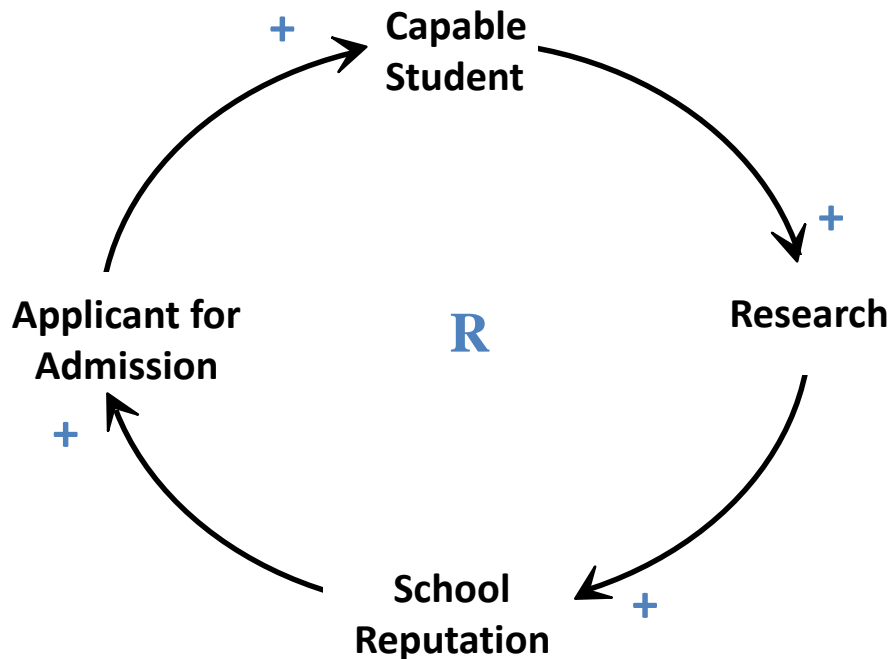 +
Capable
Student
+
Applicant for
Admission
R
Research
+
School
Reputation
+